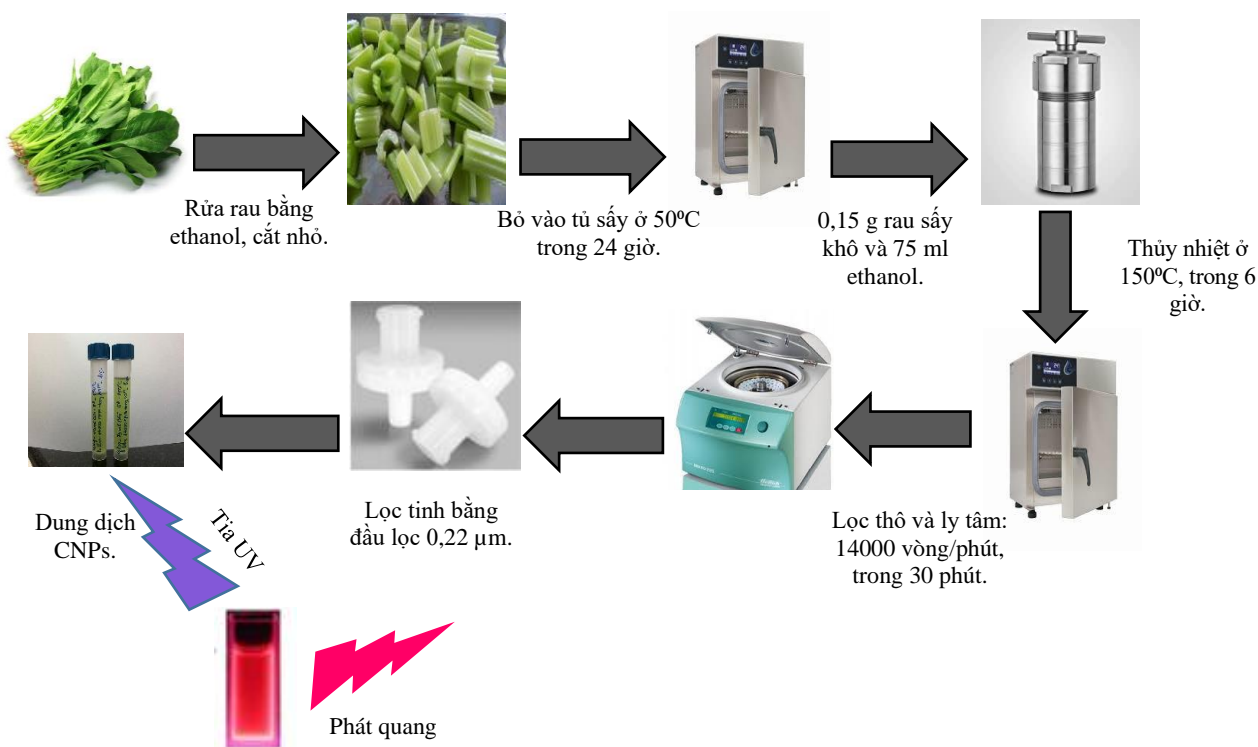 Rửa rau bằng
ethanol, cắt nhỏ.
Bỏ vào tủ sấy ở 50⁰C
trong 24 giờ.
0,15 g rau sấy
khô và 75 ml
ethanol.
Thủy nhiệt ở
150⁰C, trong 6
giờ.
Lọc thô và ly tâm:
14000 vòng/phút,
trong 30 phút.
Lọc tinh bằng
đầu lọc 0,22 µm.
Dung dịch
CNPs.
Tia UV
Phát quang